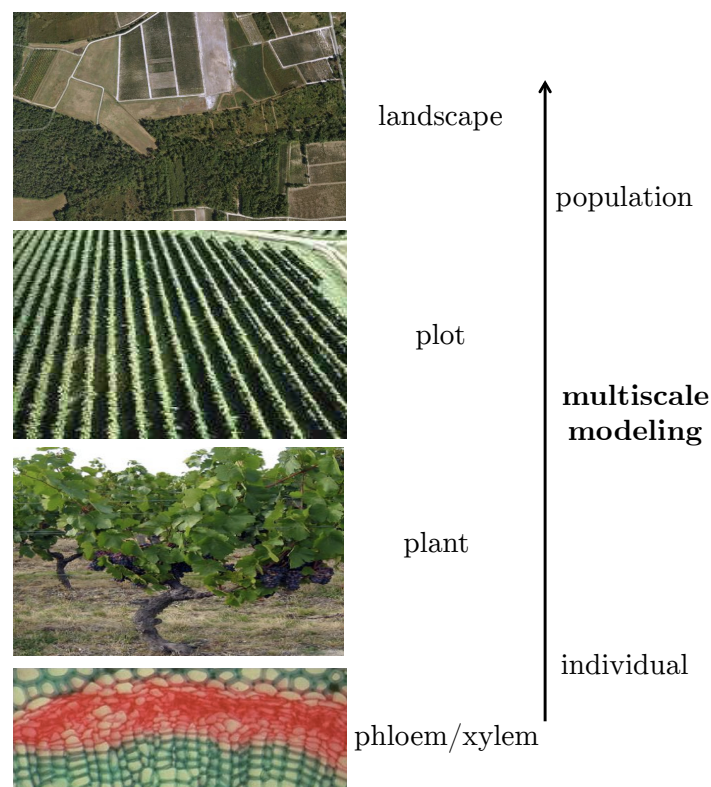 landscape
population
plot
multiscale
modeling
plant
individual
phloem/xylem